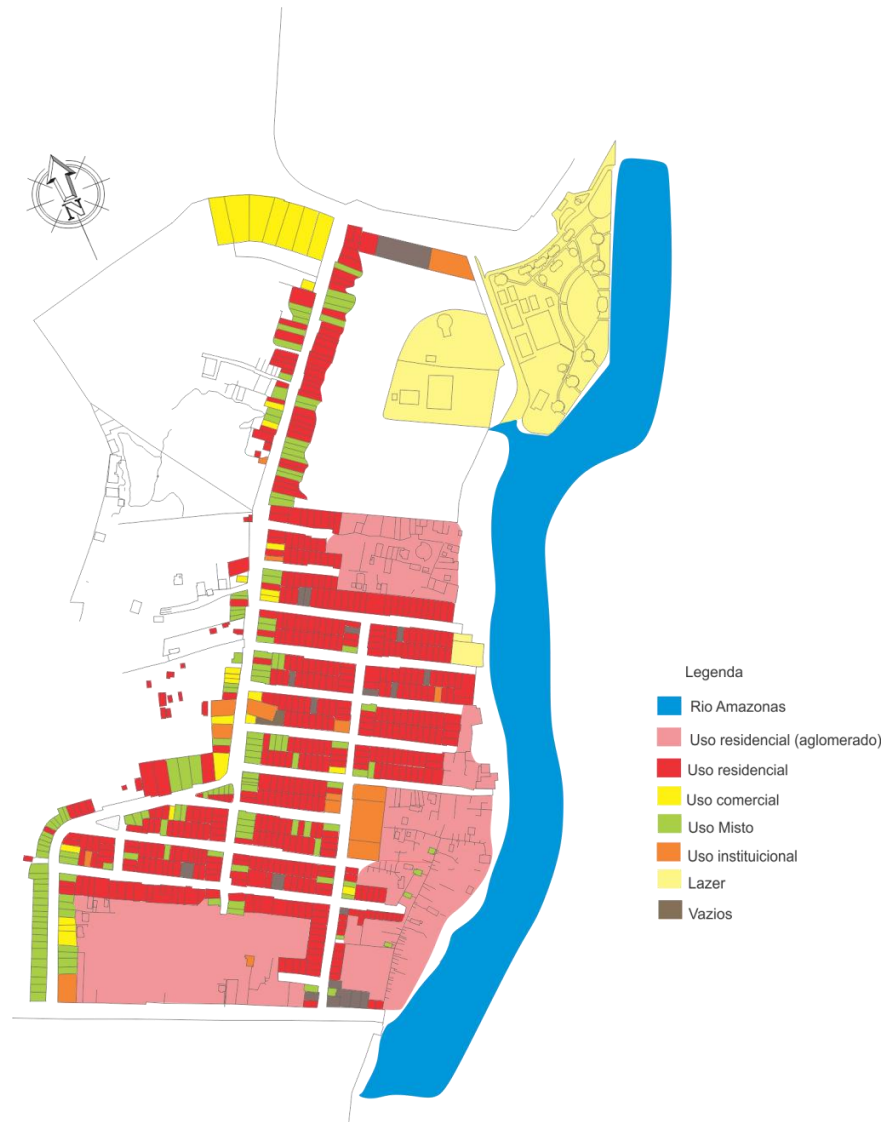 N
Legenda
Rio Amazonas
Uso residencial (aglomerado)
Uso residencial
Uso comercial
Uso Misto
Uso instituicional
Lazer
Vazios